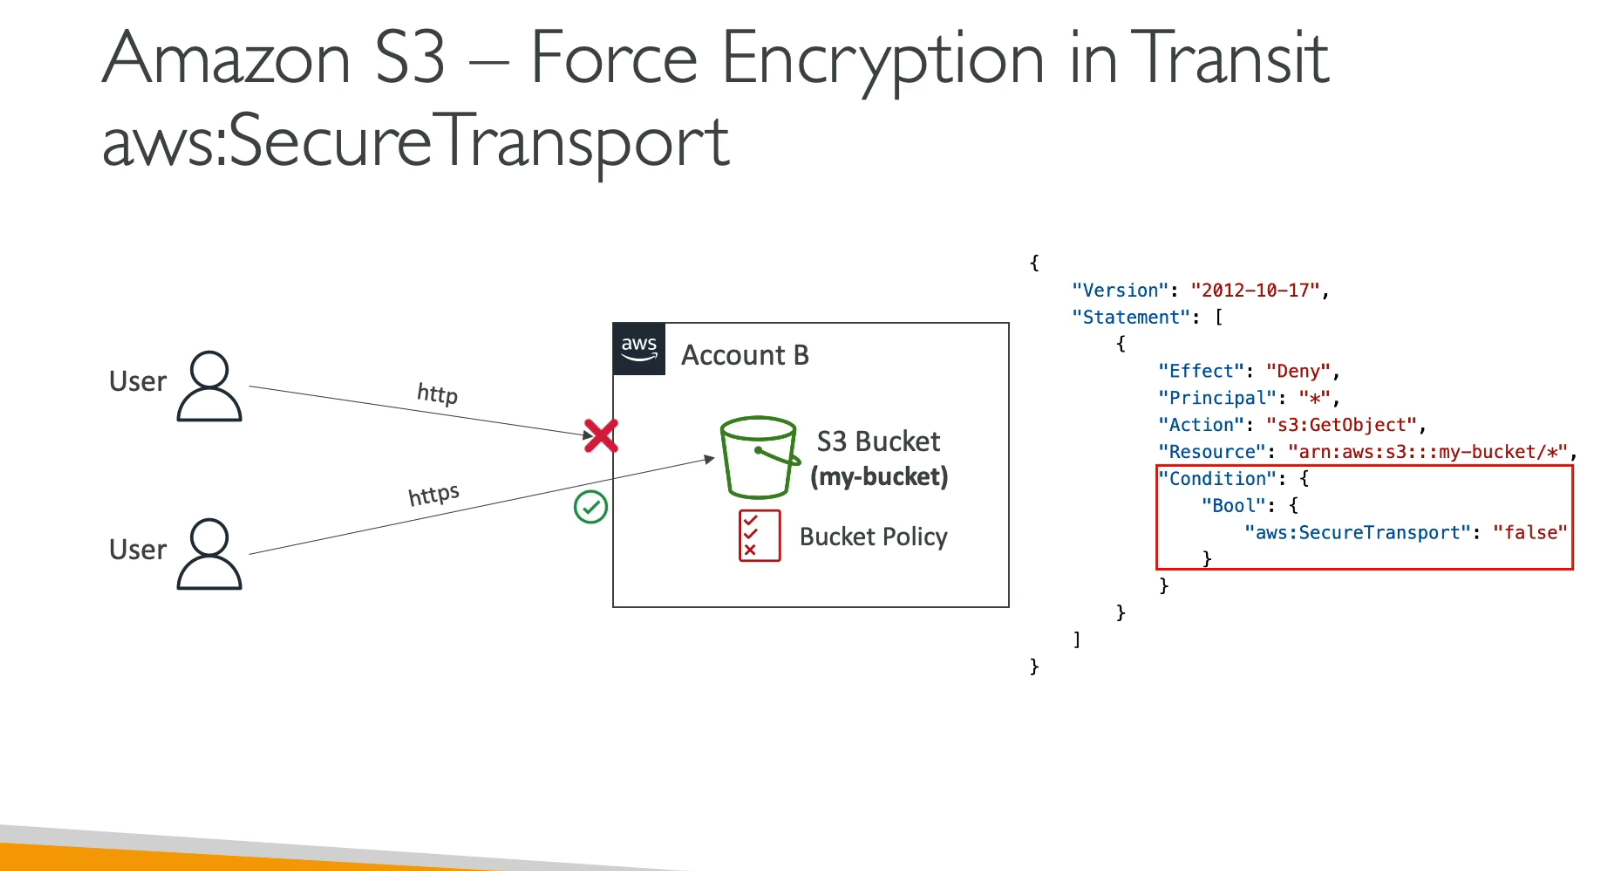 Amazon S3 – Force Encryption in Transit
aws:SecureTransport
User
http
https
User
aws
Account B
S3 Bucket
(my-bucket)
Bucket Policy
{
"Version": "2012-10-17",
"Statement": [
{
"Effect": "Deny",
"Principal": "*",
"Action": "s3:GetObject",
"Resource": "arn:aws:s3:::my-bucket/*",
"Condition": {
"Bool": {
"aws:SecureTransport": "false"
}
}
}
]
}